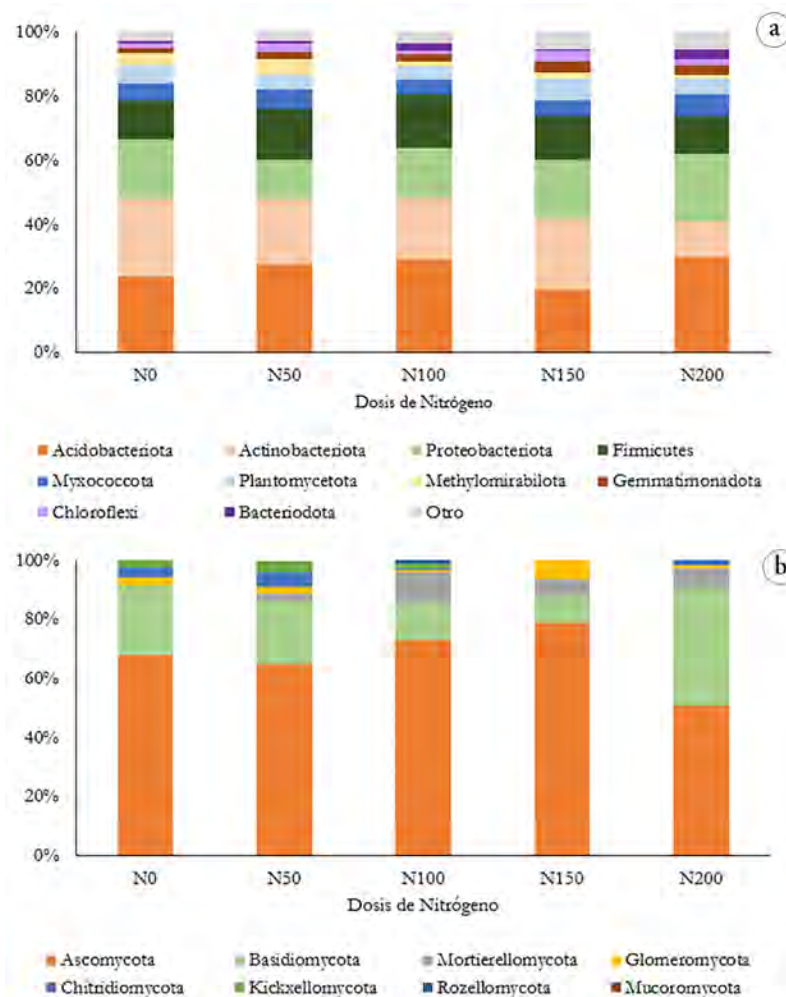 a
100%
80%
60%
40%
20%
0%
N0 N50 N100 N150 N200
Dosis de Nitrógeno
Acidobacteriota Actinobacteriota Proteobacteriota Firmicutes
Myxococcota Plantomycetota Methylomirabilota Gemmatimonadota
Chloroflexi Bacteriodota Otro
b
100%
80%
60%
40%
20%
0%
N0 N50 N100 N150 N200
Dosis de Nitrógeno
Ascomycota Basidiomycota Mortierellomycota Glomeromycota
Chitridiomycota Kickxellomycota Rozellomycota Mucoromycota